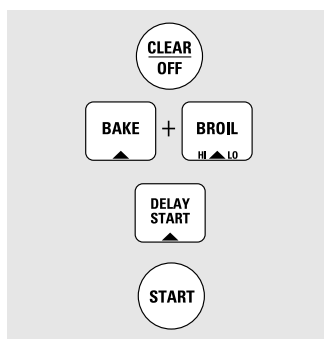 CLEAR
OFF
BAKE + BROIL
HI LO
DELAY
START
START